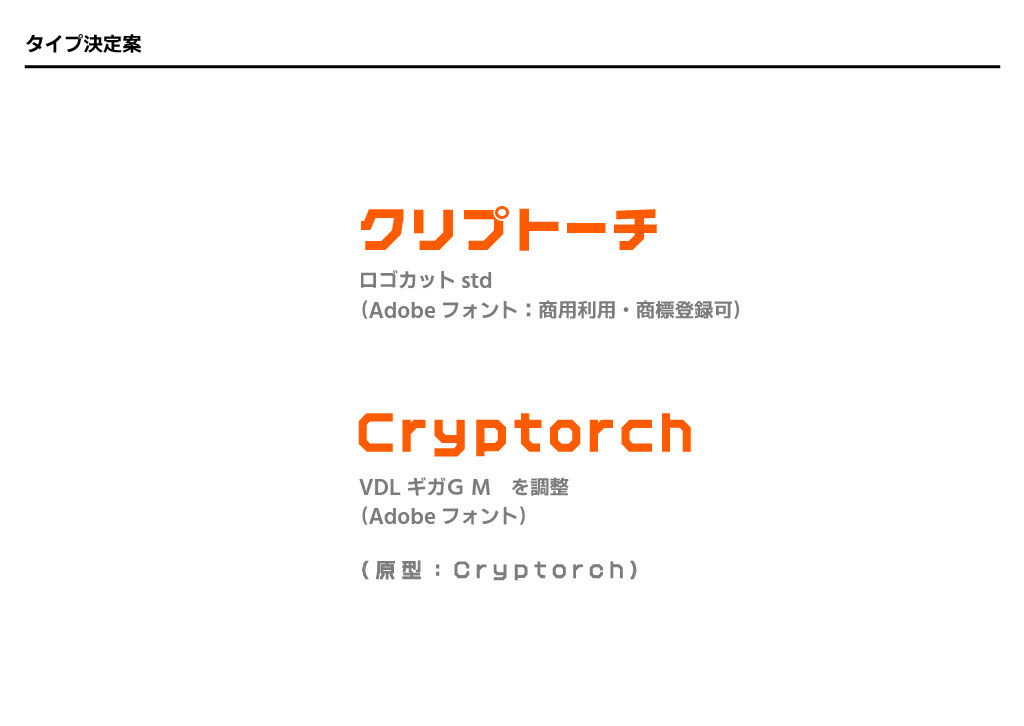 タイプ決定案
クリプトーチ
ロゴカット std
（Adobe フォント：商用利用・商標登録可）
Cryptorch
VDL ギガG M　を調整
（Adobe フォント）
（原型：Cryptorch）